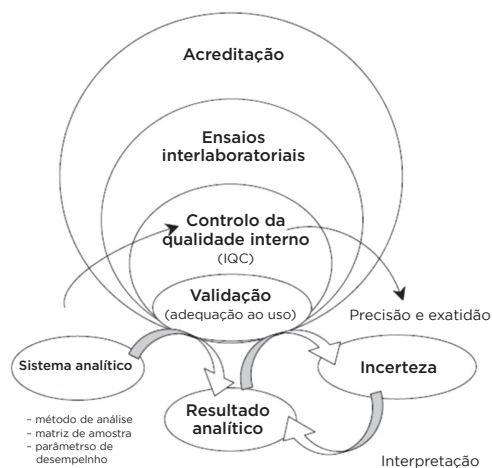 Acreditação
Ensaios
interlaboratoriais
Controlo da
qualidade interno
(IQC)
Validação
(adequação ao uso)
Precisão e exatidão
Sistema analítico
Incerteza
Resultado
analítico
– método de análise
– matriz de amostra
– parâmetrso de
desempelnho
Interpretação